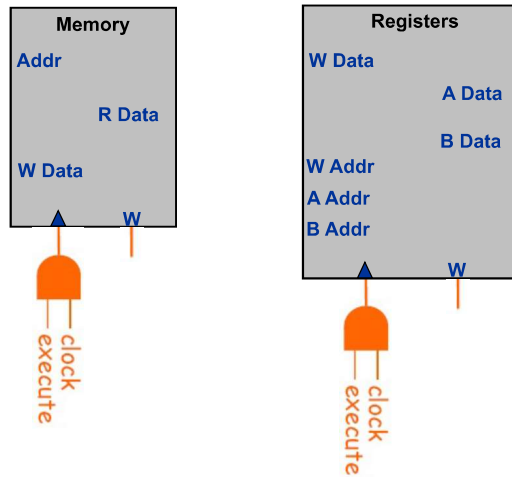 Memory
Addr
R Data
W Data
W
execute
clock
Registers
W Data
A Data
B Data
W Addr
A Addr
B Addr
W
execute
clock